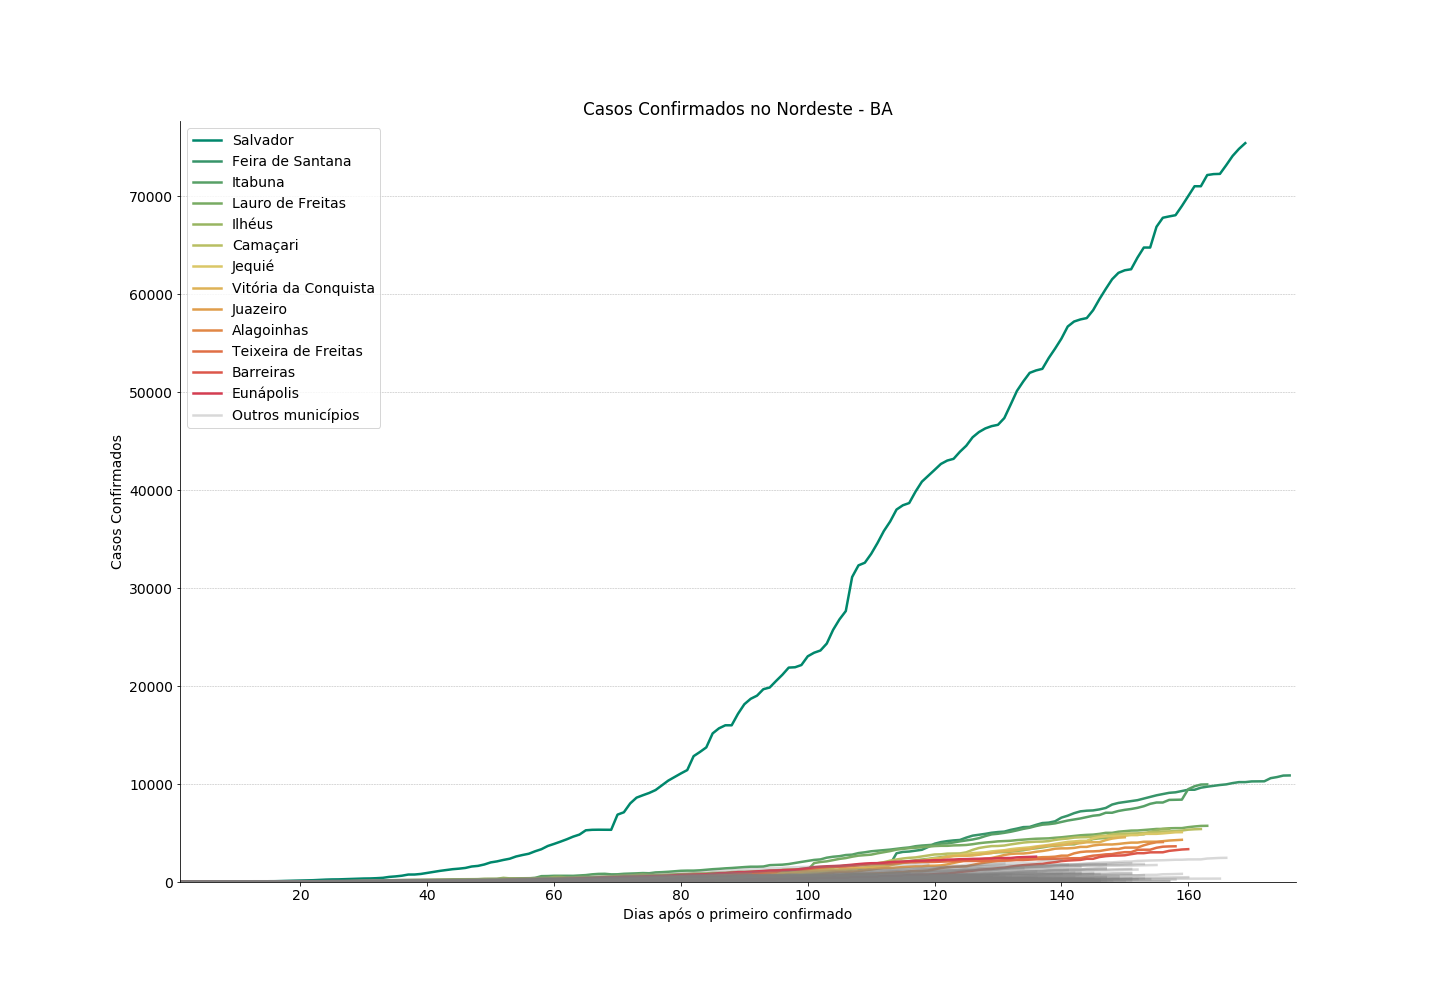 Casos Confirmados no Nordeste - BA
Salvador
Feira de Santana
Itabuna
Lauro de Freitas
Ilhéus
Camaçari
Jequié
Vitória da Conquista
Juazeiro
Alagoinhas
Teixeira de Freitas
Barreiras
Eunápolis
Outros municípios
Casos Confirmados
70000
60000
50000
40000
30000
20000
10000
0
20 40 60 80 100 120 140 160
Dias após o primeiro confirmado